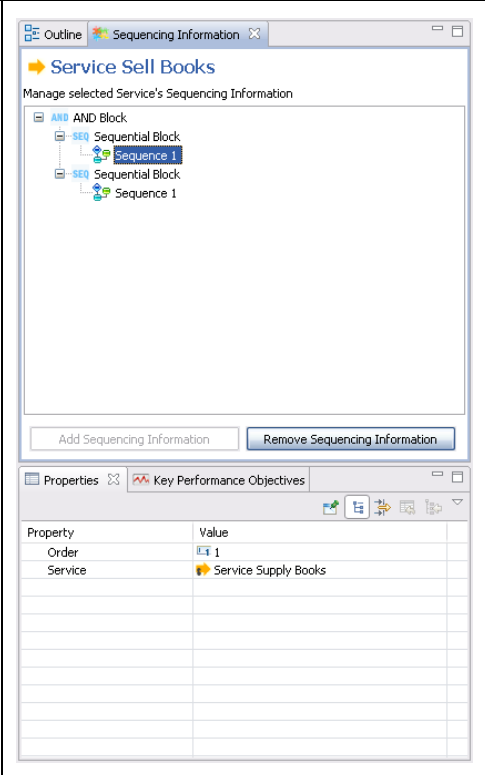 Outline Sequencing Information
Service Sell Books
Manage selected Service's Sequencing Information
AND AND Block
SEQ Sequential Block
Sequence 1
SEQ Sequential Block
Sequence 1
Add Sequencing Information Remove Sequencing Information
Properties Key Performance Objectives
Property Value
Order 1
Service Service Supply Books